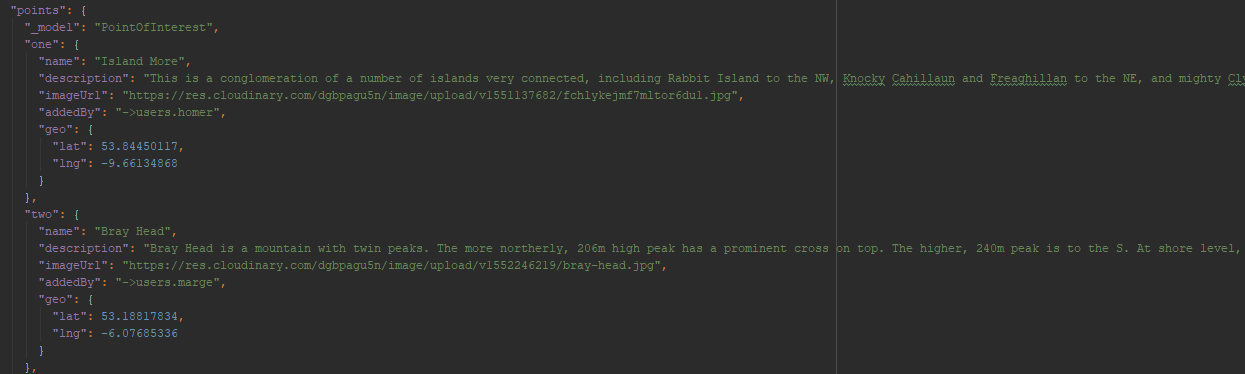 "points": {
"_model": "PointOfInterest",
"one": {
"name": "Island More",
"description": "This is a conglomeration of a number of islands very connected, including Rabbit Island to the NW, Knocky Cahillaun and Freaghillan to the NE, and mighty Cly
"imageUrl": "https://res.cloudinary.com/dgbpagu5n/image/upload/v1551137682/fchlykejmf7mltor6du1.jpg",
"addedBy": "->users.homer",
"geo": {
"lat": 53.84450117,
"lng": -9.66134868
}
},
"two": {
"name": "Bray Head",
"description": "Bray Head is a mountain with twin peaks. The more northerly, 206m high peak has a prominent cross on top. The higher, 240m peak is to the S. At shore level,
"imageUrl": "https://res.cloudinary.com/dgbpagu5n/image/upload/v1552246219/bray-head.jpg",
"addedBy": "->users.marge",
"geo": {
"lat": 53.18817834,
"lng": -6.07685336
}
},